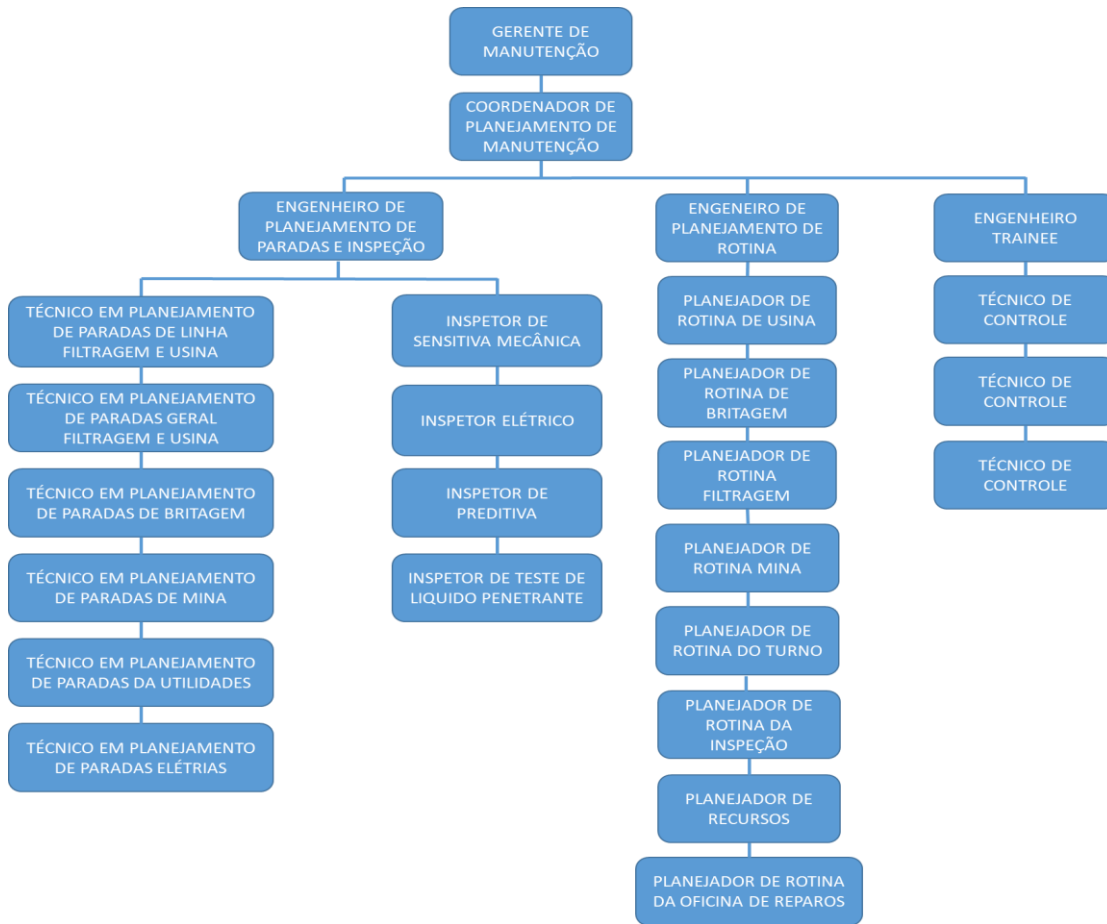 GERENTE DE
MANUTENÇÃO
COORDENADOR DE
PLANEJAMENTO DE
MANUTENÇÃO
ENGENHEIRO DE
PLANEJAMENTO DE
PARADAS E INSPEÇÃO
TÉCNICO EM PLANEJAMENTO
DE PARADAS DE LINHA
FILTRAGEM E USINA
TÉCNICO EM PLANEJAMENTO
DE PARADAS GERAL
FILTRAGEM E USINA
TÉCNICO EM PLANEJAMENTO
DE PARADAS DE BRITAGEM
TÉCNICO EM PLANEJAMENTO
DE PARADAS DE MINA
TÉCNICO EM PLANEJAMENTO
DE PARADAS DA UTILIDADES
TÉCNICO EM PLANEJAMENTO
DE PARADAS ELÉTRIAS
INSPETOR DE
SENSITIVA MECÂNICA
INSPETOR ELÉTRICO
INSPETOR DE
PREDITIVA
INSPETOR DE TESTE DE
LIQUIDO PENETRANTE
ENGENEIRO DE
PLANEJAMENTO DE
ROTINA
PLANEJADOR DE
ROTINA DE USINA
PLANEJADOR DE
ROTINA DE
BRITAGEM
PLANEJADOR DE
ROTINA
FILTRAGEM
PLANEJADOR DE
ROTINA MINA
PLANEJADOR DE
ROTINA DO TURNO
PLANEJADOR DE
ROTINA DA
INSPEÇÃO
PLANEJADOR DE
RECURSOS
PLANEJADOR DE ROTINA
DA OFICINA DE REPAROS
ENGENHEIRO
TRAINEE
TÉCNICO DE
CONTROLE
TÉCNICO DE
CONTROLE
TÉCNICO DE
CONTROLE